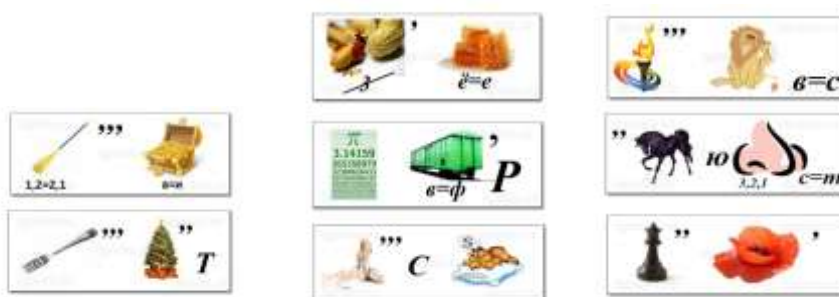 ’
з
ё=е
’’’
в=с
’’’
1,2=2,1
3.14159
в=ф
’
Р
’’
ю
3,2,1
с=т
’’’
’’
Т
’’’
С
’’
’